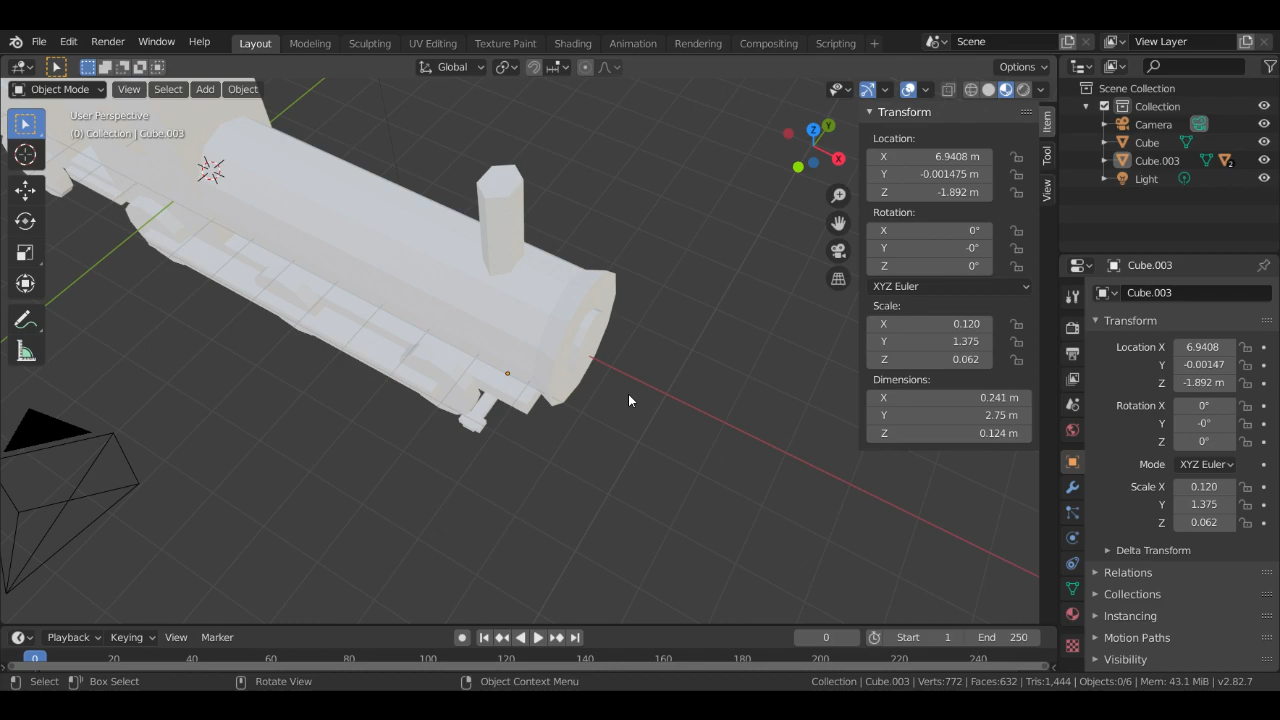 File Edit Render Window Help Layout Modeling Sculpting UV Editing Texture Paint Shading Animation Rendering Compositing Scripting + Scene View Layer
Global Options
Object Mode View Select Add Object
User Perspective
(0) Collection | Cube.003
Z Y X
Transform
Location:
X 6.9408 m
Y -0.001475 m
Z -1.892 m
Rotation:
X 0°
Y -0°
Z 0°
XYZ Euler
Scale:
X 0.120
Y 1.375
Z 0.062
Dimensions:
X 0.241 m
Y 2.75 m
Z 0.124 m
Item
Tool
View
Scene Collection
Collection
Camera
Cube
Cube.003 2
Light
Cube.003
Cube.003
Transform
Location X 6.9408
Y -0.00147
Z -1.892 m
Rotation X 0°
Y -0°
Z 0°
Mode XYZ Euler
Scale X 0.120
Y 1.375
Z 0.062
Delta Transform
Relations
Collections
Instancing
Motion Paths
Visibility
Playback Keying View Marker 0 Start 1 End 250
0 20 40 60 80 100 120 140 160 180 200 220 240
Select Box Select Rotate View Object Context Menu Collection | Cube.003 | Verts:772 | Faces:632 | Tris:1,444 | Objects:0/6 | Mem: 43.1 MiB | v2.82.7